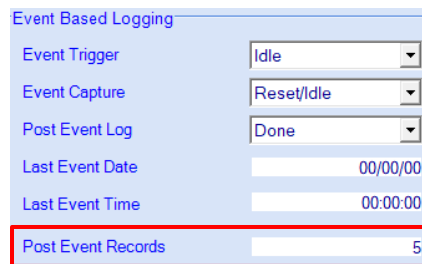 Event Based Logging
Event Trigger Idle
Event Capture Reset/Idle
Post Event Log Done
Last Event Date 00/00/00
Last Event Time 00:00:00
Post Event Records 5